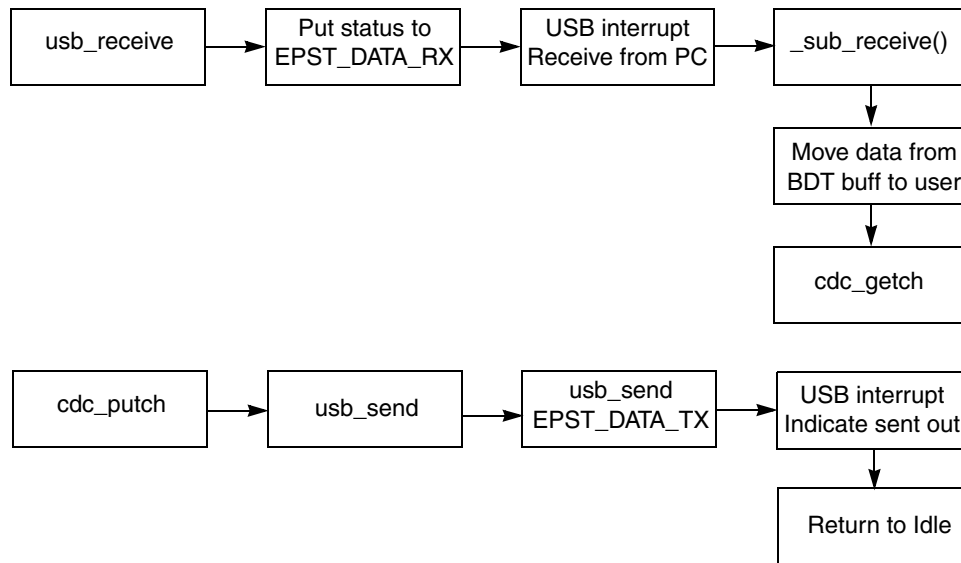 usb_receive
Put status to
EPST_DATA_RX
USB interrupt
Receive from PC
_sub_receive()
Move data from
BDT buff to user
cdc_getch
cdc_putch
usb_send
usb_send
EPST_DATA_TX
USB interrupt
Indicate sent out
Return to Idle